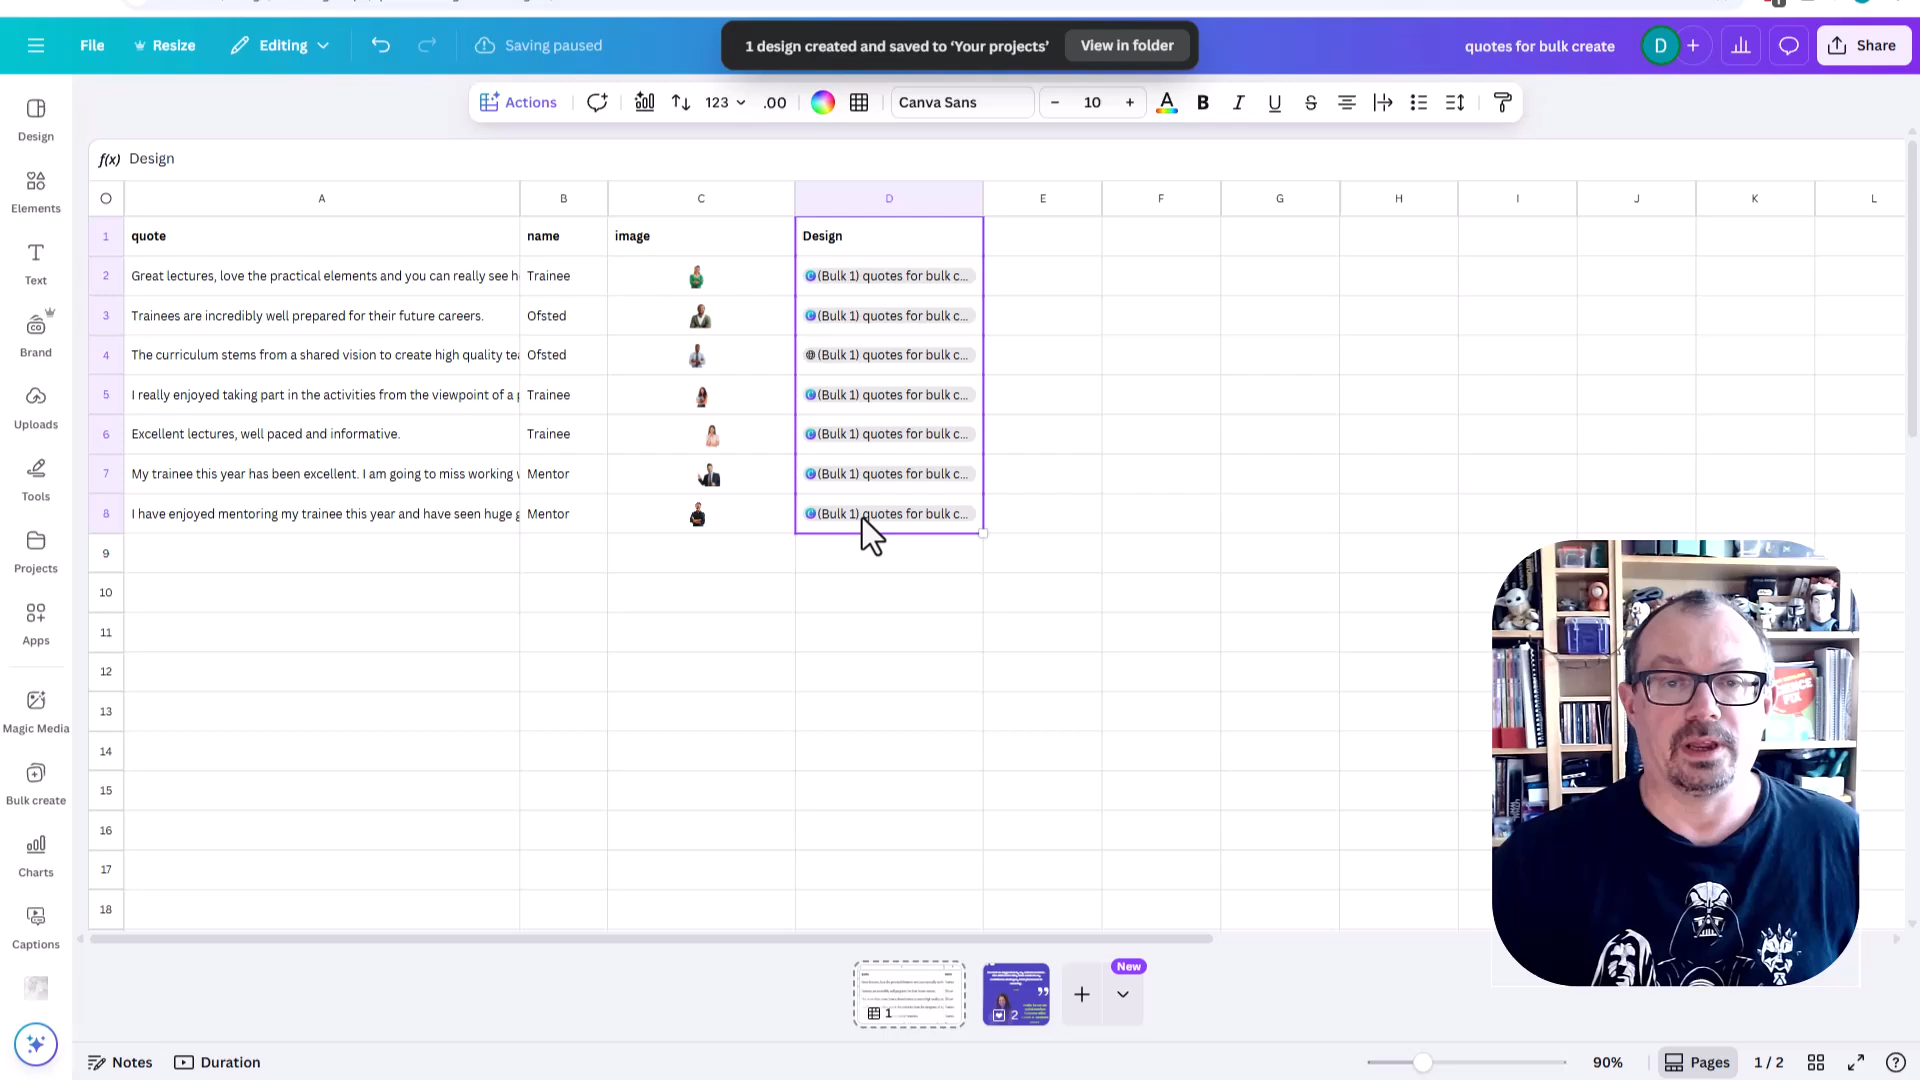 File
Resize
Editing
Saving paused
1 design created and saved to ‘Your projects’
View in folder
quotes for bulk create
D
Share
Actions
123
.00
Canva Sans
− 10 +
A B I U S
Design
Elements
Text
Brand
Uploads
Tools
Projects
Apps
Magic Media
Bulk create
Charts
Captions
f(x) Design
A B C D E F G H I J K L
1 quote name image Design
2 Great lectures, love the practical elements and you can really see h Trainee (Bulk 1) quotes for bulk c...
3 Trainees are incredibly well prepared for their future careers. Ofsted (Bulk 1) quotes for bulk c...
4 The curriculum stems from a shared vision to create high quality tea Ofsted (Bulk 1) quotes for bulk c...
5 I really enjoyed taking part in the activities from the viewpoint of a p Trainee (Bulk 1) quotes for bulk c...
6 Excellent lectures, well paced and informative. Trainee (Bulk 1) quotes for bulk c...
7 My trainee this year has been excellent. I am going to miss working w Mentor (Bulk 1) quotes for bulk c...
8 I have enjoyed mentoring my trainee this year and have seen huge g Mentor (Bulk 1) quotes for bulk c...
9
10
11
12
13
14
15
16
17
18
New
1
2
Notes
Duration
90%
Pages
1 / 2